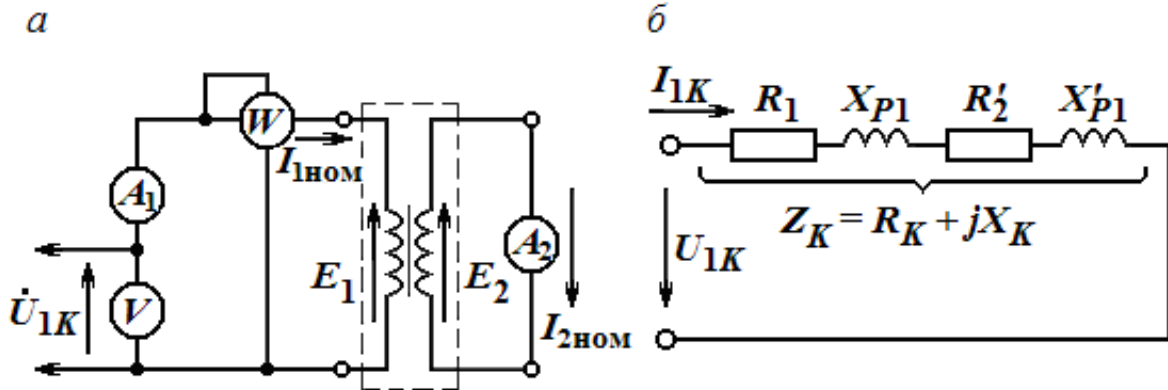 а
б
I1K
R1 XP1 R′2 X′P1
W
I1ном
A1
ZK = RK + jXK
A2
U1K
E1 E2
U̇1K
V
I2ном